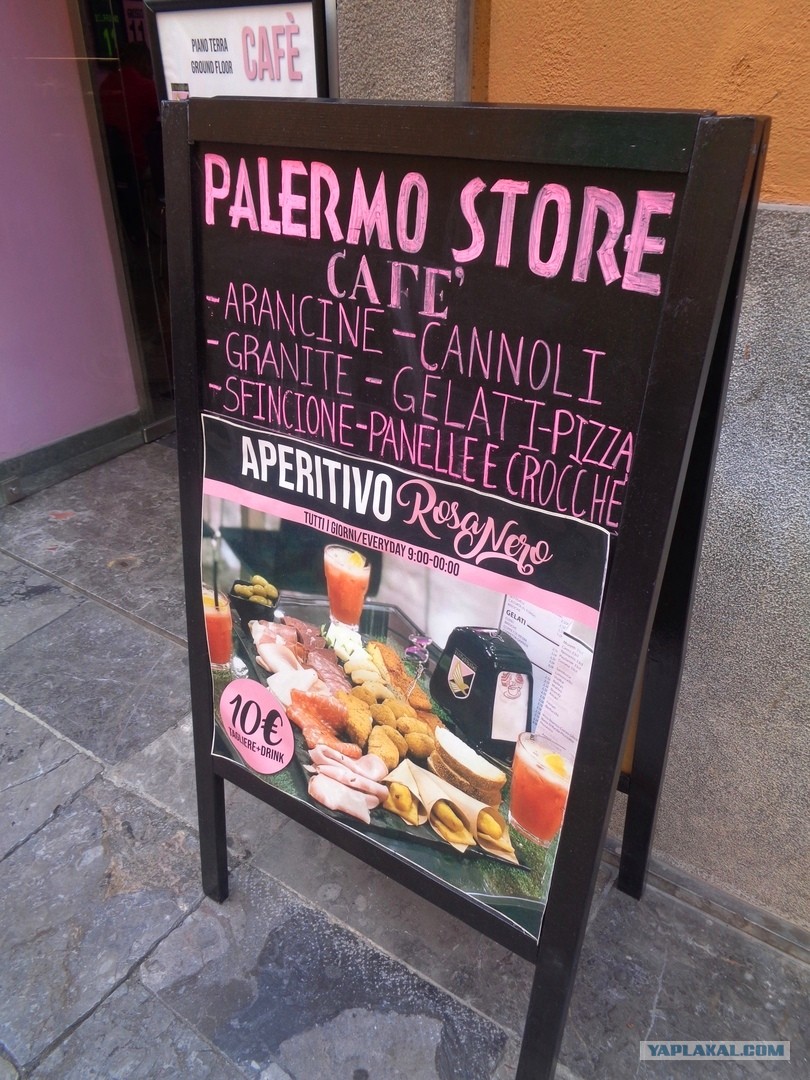 PIANO TERRA
GROUND FLOOR
CAFÈ
PALERMO STORE
CAFE'
-ARANCINE -CANNOLI
-GRANITE -GELATI-PIZZA
-SFINCIONE-PANELLE E CROCCHE
APERITIVO RosaNero
TUTTI I GIORNI/EVERYDAY 9:00-00:00
GELATI
10€
TAGLIERE+DRINK
YAPLAKAL.COM